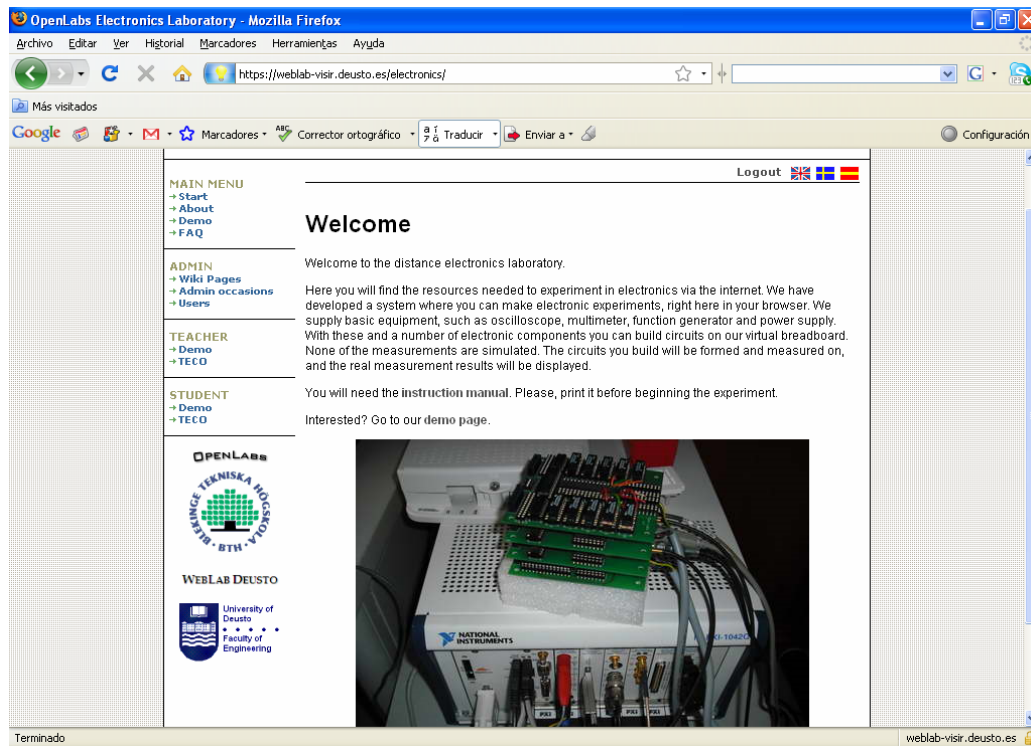 OpenLabs Electronics Laboratory - Mozilla Firefox
Archivo Editar Ver Historial Marcadores Herramientas Ayuda
https://weblab-visir.deusto.es/electronics/
G
Más visitados
Google Marcadores Corrector ortográfico Traducir Enviar a Configuración
Logout
MAIN MENU
Start
About
Demo
FAQ
ADMIN
Wiki Pages
Admin occasions
Users
TEACHER
Demo
TECO
STUDENT
Demo
TECO
OPENLABS
BLEKINGE TEKNISKA HÖGSKOLA
BTH
WEBLAB DEUSTO
University of
Deusto
Faculty of
Engineering
Welcome
Welcome to the distance electronics laboratory.
Here you will find the resources needed to experiment in electronics via the internet. We have
developed a system where you can make electronic experiments, right here in your browser. We
supply basic equipment, such as oscilloscope, multimeter, function generator and power supply.
With these and a number of electronic components you can build circuits on our virtual breadboard.
None of the measurements are simulated. The circuits you build will be formed and measured on,
and the real measurement results will be displayed.
You will need the instruction manual. Please, print it before beginning the experiment.
Interested? Go to our demo page.
NATIONAL
INSTRUMENTS
PXI
Terminado weblab-visir.deusto.es